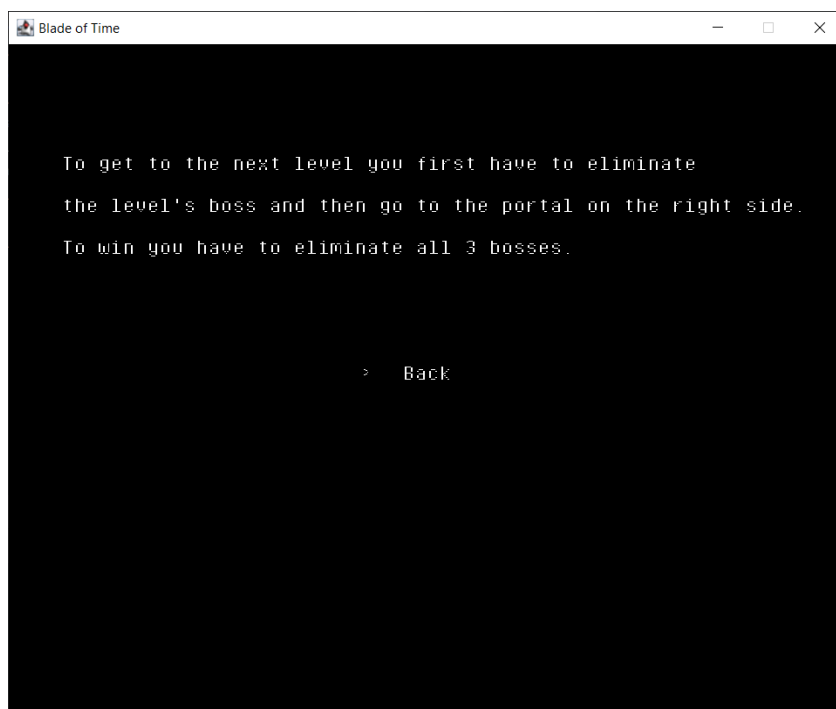 Blade of Time
To get to the next level you first have to eliminate
the level's boss and then go to the portal on the right side.
To win you have to eliminate all 3 bosses.
> Back